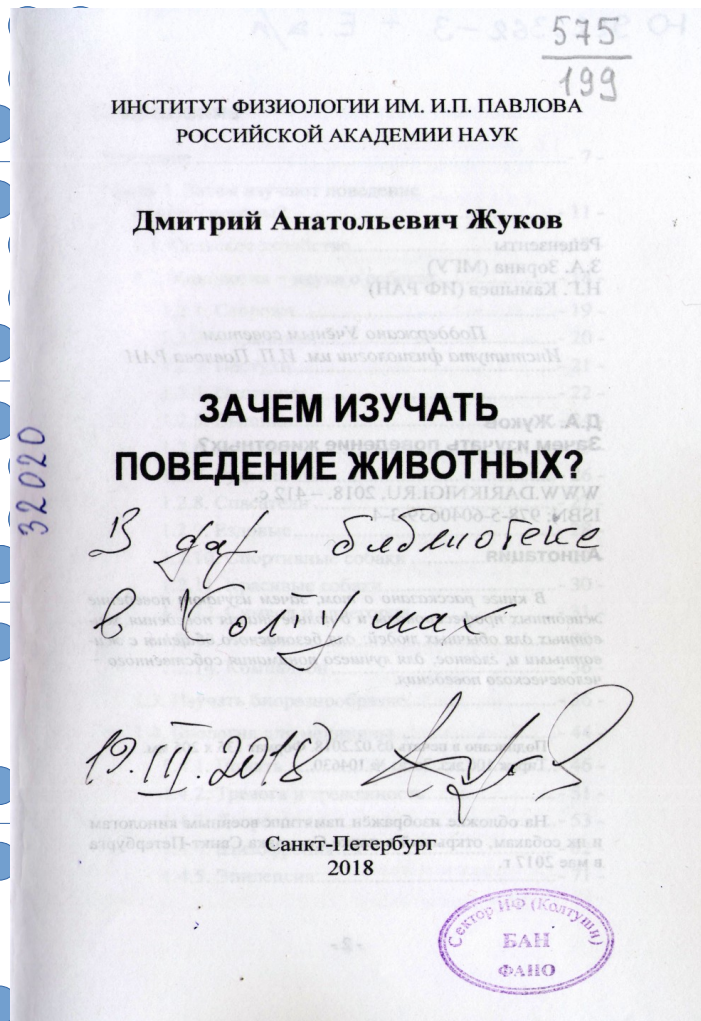 575
199
ИНСТИТУТ ФИЗИОЛОГИИ ИМ. И.П. ПАВЛОВА
РОССИЙСКОЙ АКАДЕМИИ НАУК
Дмитрий Анатольевич Жуков
ЗАЧЕМ ИЗУЧАТЬ
ПОВЕДЕНИЕ ЖИВОТНЫХ?
32020
В дар библиотеке
в Колтушах
19.III.2018
Санкт-Петербург
2018
Сектор ИФ (Колтуши)
БАН
ФАНО